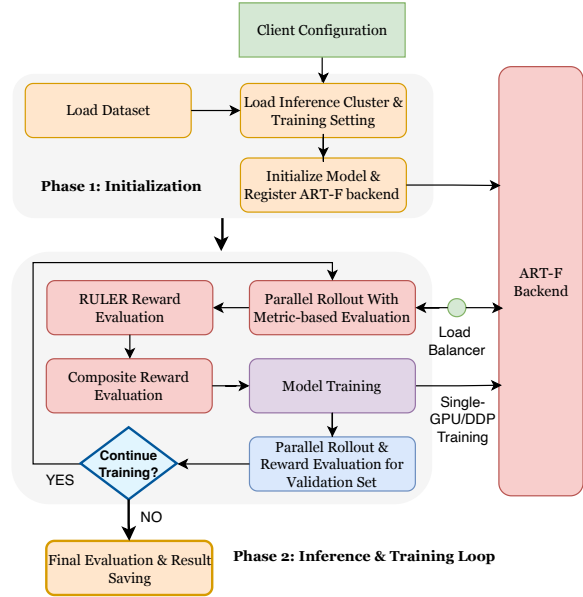 Client Configuration
Load Dataset
Load Inference Cluster &
Training Setting
Phase 1: Initialization
Initialize Model &
Register ART-F backend
ART-F
Backend
RULER Reward
Evaluation
Parallel Rollout With
Metric-based Evaluation
Load
Balancer
Composite Reward
Evaluation
Model Training
Single-
GPU/DDP
Training
Continue
Training?
YES
Parallel Rollout &
Reward Evaluation for
Validation Set
NO
Final Evaluation & Result
Saving
Phase 2: Inference & Training Loop